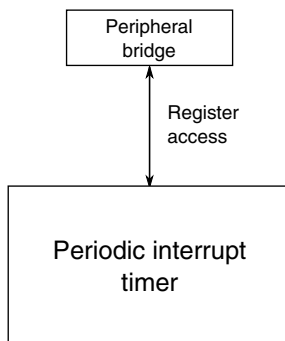 Peripheral
bridge
Register
access
Periodic interrupt
timer